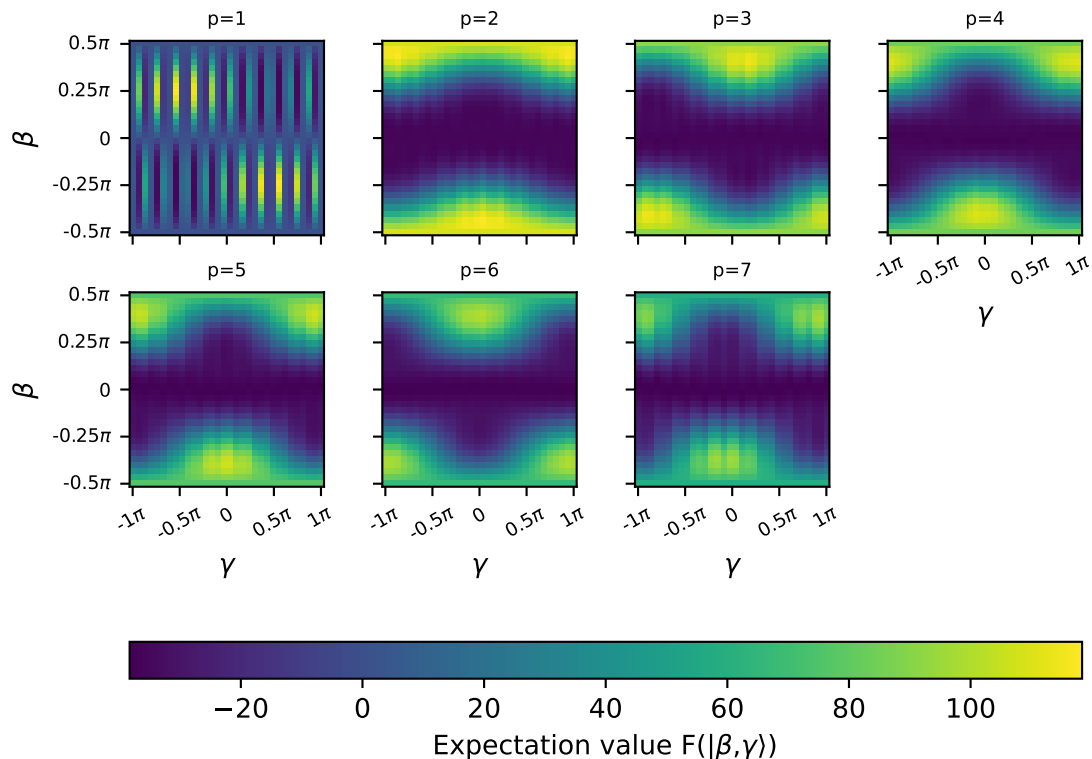 p=1
p=2
p=3
p=4
0.5π
0.25π
0
-0.25π
-0.5π
β
-1π
-0.5π
0
0.5π
1π
γ
p=5
p=6
p=7
0.5π
0.25π
0
-0.25π
-0.5π
β
-1π
-0.5π
0
0.5π
1π
-1π
-0.5π
0
0.5π
1π
-1π
-0.5π
0
0.5π
1π
γ
γ
γ
−20
0
20
40
60
80
100
Expectation value F(|β,γ⟩)